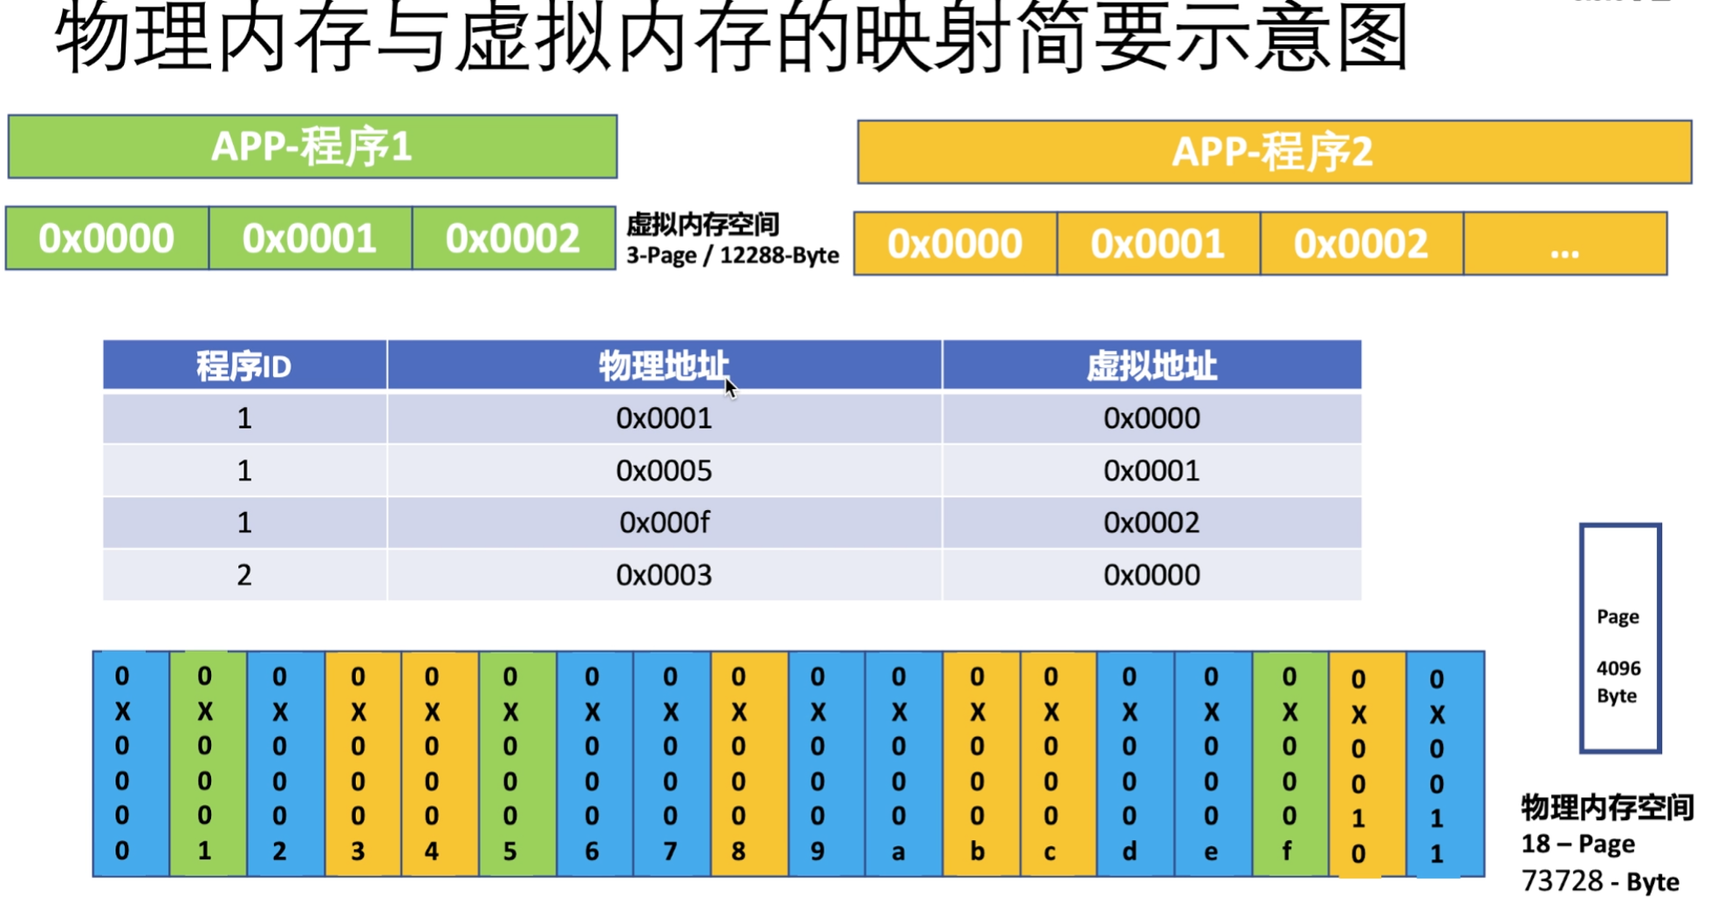 物理内存与虚拟内存的映射简要示意图
APP-程序1
APP-程序2
0x0000 0x0001 0x0002
虚拟内存空间
3-Page / 12288-Byte
0x0000 0x0001 0x0002 ...
程序ID 物理地址 虚拟地址
1 0x0001 0x0000
1 0x0005 0x0001
1 0x000f 0x0002
2 0x0003 0x0000
0X0000 0X0001 0X0002 0X0003 0X0004 0X0005 0X0006 0X0007 0X0008 0X0009 0X000a 0X000b 0X000c 0X000d 0X000e 0X000f 0X0010 0X0011
Page
4096
Byte
物理内存空间
18 – Page
73728 - Byte